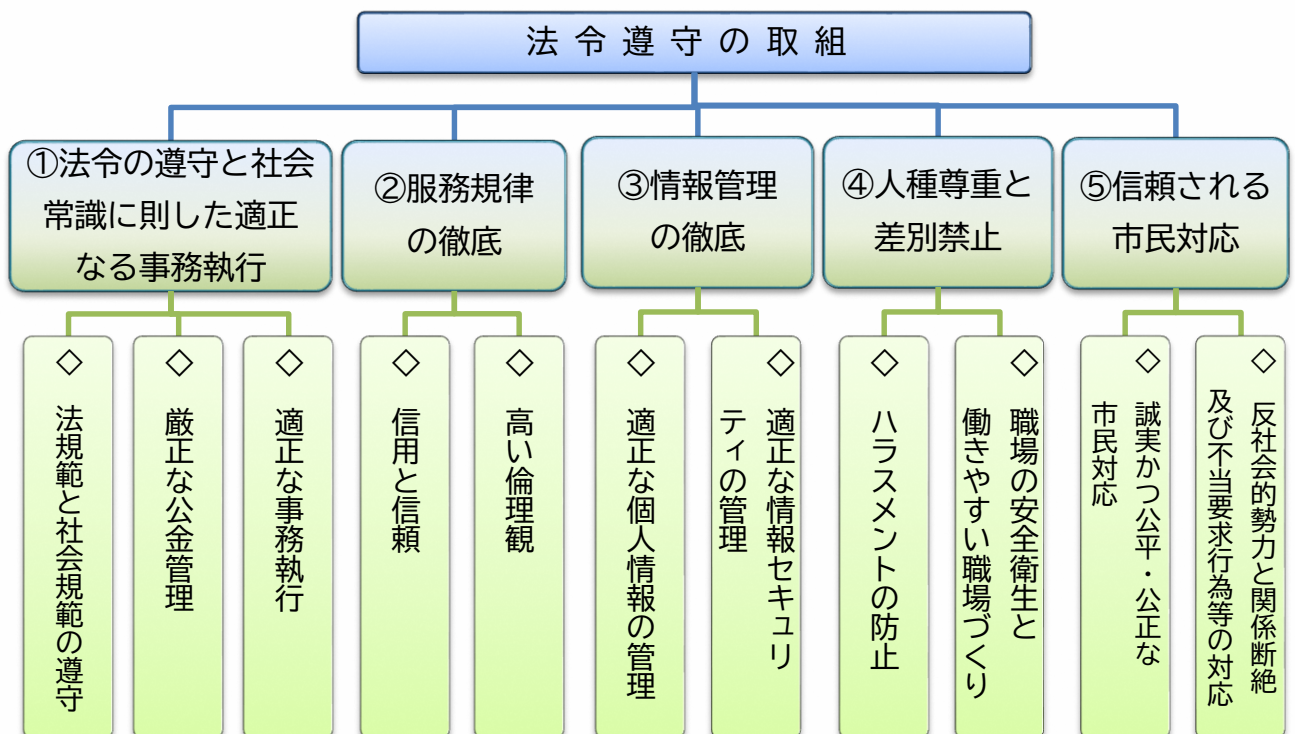 法令遵守の取組
①法令の遵守と社会
常識に則した適正
なる事務執行
②服務規律
の徹底
③情報管理
の徹底
④人種尊重と
差別禁止
⑤信頼される
市民対応
◇法規範と社会規範の遵守
◇厳正な公金管理
◇適正な事務執行
◇信用と信頼
◇高い倫理観
◇適正な個人情報の管理
◇適正な情報セキュリ
ティの管理
◇ハラスメントの防止
◇職場の安全衛生と
働きやすい職場づくり
◇誠実かつ公平・公正な
市民対応
◇反社会的勢力と関係断絶
及び不当要求行為等の対応